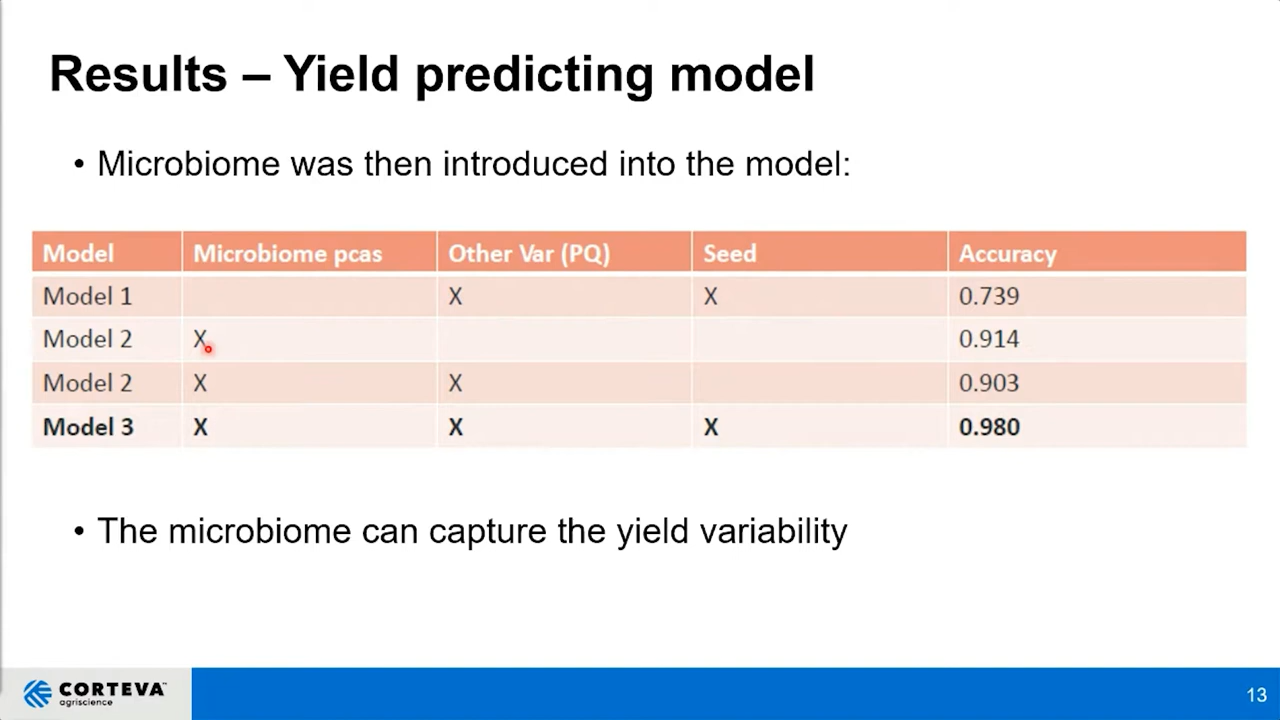 Results – Yield predicting model
• Microbiome was then introduced into the model:
Model Microbiome pcas Other Var (PQ) Seed Accuracy
Model 1 X X 0.739
Model 2 X 0.914
Model 2 X X 0.903
Model 3 X X X 0.980
• The microbiome can capture the yield variability
CORTEVA™
agriscience
13